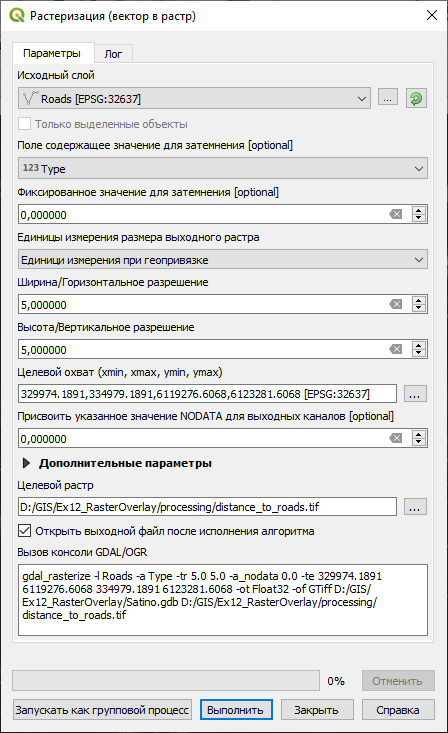 Растеризация (вектор в растр)
Параметры
Лог
Исходный слой
Roads [EPSG:32637]
...
Только выделенные объекты
Поле содержащее значение для затемнения [optional]
123 Type
Фиксированное значение для затемнения [optional]
0,000000
Единицы измерения размера выходного растра
Единици измерения при геопривязке
Ширина/Горизонтальное разрешение
5,000000
Высота/Вертикальное разрешение
5,000000
Целевой охват (xmin, xmax, ymin, ymax)
329974.1891,334979.1891,6119276.6068,6123281.6068 [EPSG:32637]
...
Присвоить указанное значение NODATA для выходных каналов [optional]
0,000000
Дополнительные параметры
Целевой растр
D:/GIS/Ex12_RasterOverlay/processing/distance_to_roads.tif
...
Открыть выходной файл после исполнения алгоритма
Вызов консоли GDAL/OGR
gdal_rasterize -l Roads -a Type -tr 5.0 5.0 -a_nodata 0.0 -te 329974.1891
6119276.6068 334979.1891 6123281.6068 -ot Float32 -of GTiff D:/GIS/
Ex12_RasterOverlay/Satino.gdb D:/GIS/Ex12_RasterOverlay/processing/
distance_to_roads.tif
0%
Отменить
Запускать как групповой процесс
Выполнить
Закрыть
Справка